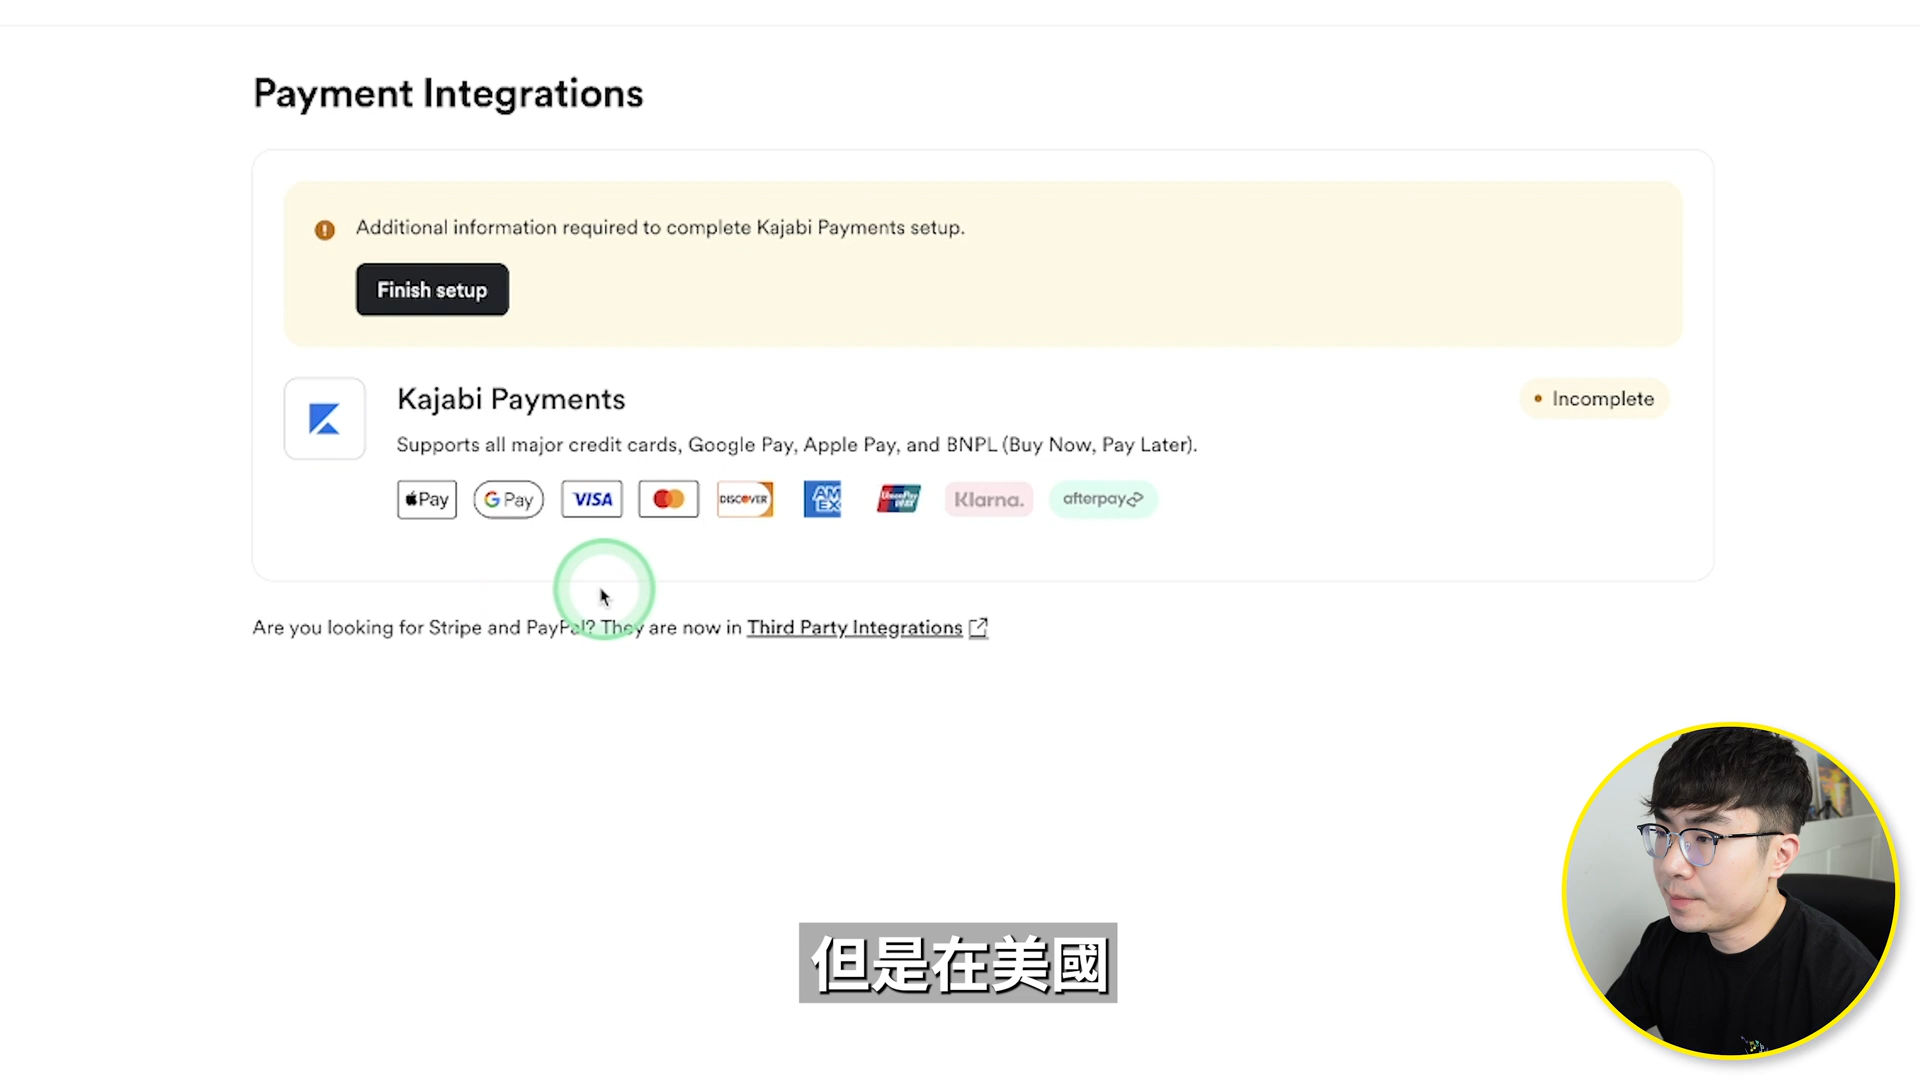 Payment Integrations
Additional information required to complete Kajabi Payments setup.
Finish setup
Kajabi Payments
Incomplete
Supports all major credit cards, Google Pay, Apple Pay, and BNPL (Buy Now, Pay Later).
Pay G Pay VISA DISCOVER AMEX UnionPay Klarna. afterpay
Are you looking for Stripe and PayPal? They are now in Third Party Integrations
但是在美國